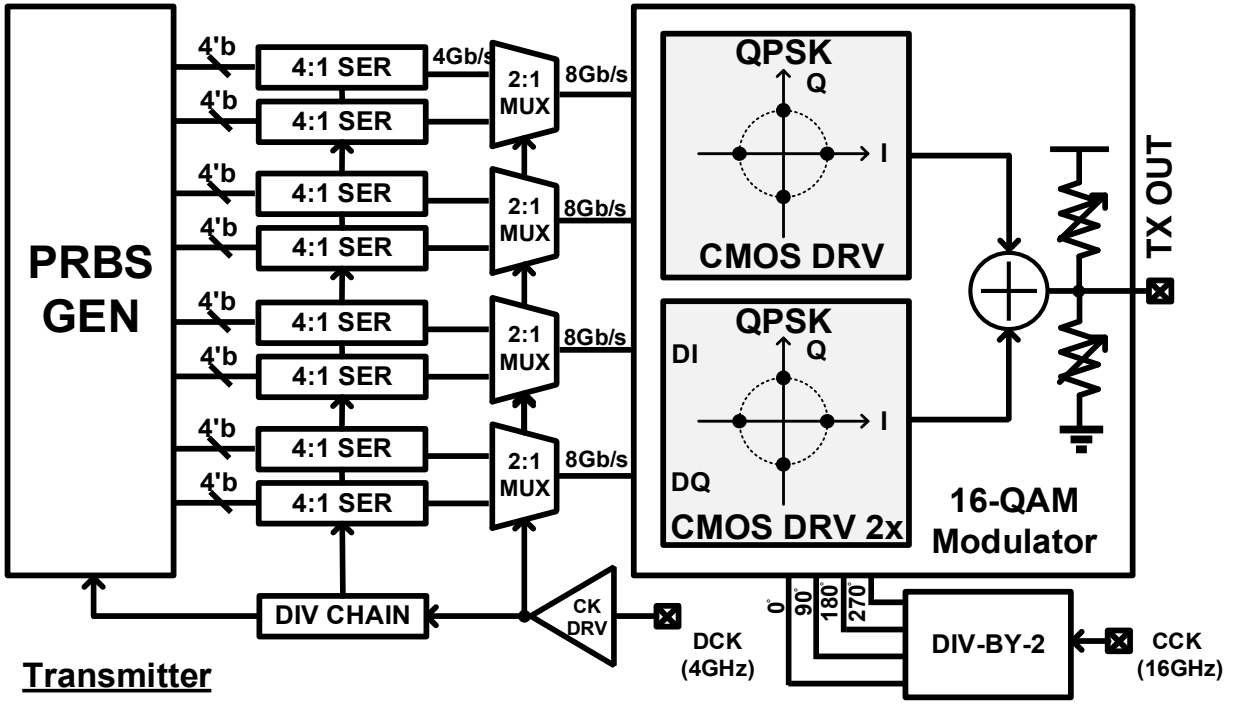 PRBS
GEN
4'b
4:1 SER
4Gb/s
4'b
4:1 SER
2:1
MUX
8Gb/s
4'b
4:1 SER
4'b
4:1 SER
2:1
MUX
8Gb/s
4'b
4:1 SER
4'b
4:1 SER
2:1
MUX
8Gb/s
4'b
4:1 SER
4'b
4:1 SER
2:1
MUX
8Gb/s
QPSK
Q
I
CMOS DRV
QPSK
Q
DI
I
DQ
CMOS DRV 2x
TX OUT
16-QAM
Modulator
DIV CHAIN
CK
DRV
DCK
(4GHz)
0°
90°
180°
270°
DIV-BY-2
CCK
(16GHz)
Transmitter